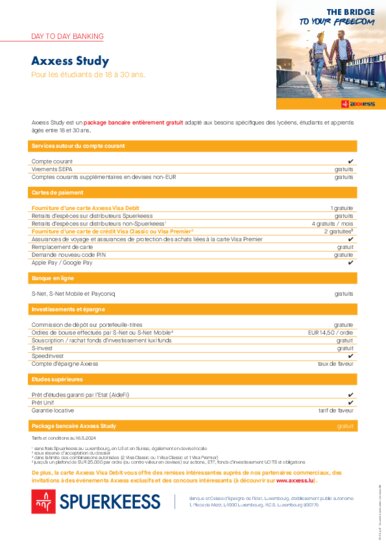 THE BRIDGE
TO YOUR FREEDOM
axxess
DAY TO DAY BANKING
Axxess Study
Pour les étudiants de 18 à 30 ans.
Axxess Study est un package bancaire entièrement gratuit adapté aux besoins spécifiques des lycéens, étudiants et apprentis
âgés entre 18 et 30 ans.
Services autour du compte courant
Compte courant ✔
Virements SEPA gratuits
Comptes courants supplémentaires en devises non-EUR gratuits
Cartes de paiement
Fourniture d'une carte Axxess Visa Debit 1 gratuite
Retraits d'espèces sur distributeurs Spuerkeess gratuits
Retraits d'espèces sur distributeurs non-Spuerkeess¹ 4 gratuits / mois
Fourniture d'une carte de crédit Visa Classic ou Visa Premier² 2 gratuites³
Assurances de voyage et assurances de protection des achats liées à la carte Visa Premier ✔
Remplacement de carte gratuit
Demande nouveau code PIN gratuite
Apple Pay / Google Pay ✔
Banque en ligne
S-Net, S-Net Mobile et Payconiq gratuits
Investissements et épargne
Commission de dépôt sur portefeuille-titres gratuite
Ordres de bourse effectués par S-Net ou S-Net Mobile⁴ EUR 14,50 / ordre
Souscription / rachat fonds d'investissement lux|funds gratuit
S-Invest gratuit
Speedinvest ✔
Compte d'épargne Axxess taux de faveur
Etudes supérieures
Prêt d'études garanti par l'Etat (AideFi) ✔
Prêt Unif ✔
Garantie locative tarif de faveur
Package bancaire Axxess Study gratuit
Tarifs et conditions au
¹ dans frais Spuerkeess au Luxembourg, en UE et en Suisse, également en devise locale
² sous réserve d'acceptation du dossier
³ dans la limite des combinaisons autorisées (2 Visa Classic ou 1 Visa Classic et 1 Visa Premier)
⁴ jusqu'à un plafond de EUR 25.000 par ordre (ou contre-valeur en devises) sur actions, ETF, fonds d'investissement UCITS et obligations
De plus, la carte Axxess Visa Debit vous offre des remises intéressantes auprès de nos partenaires commerciaux, des
invitations à des événements Axxess exclusifs et des concours intéressants (à découvrir sur www.axxess.lu) :
SPUERKEESS
Banque et Caisse d'Epargne de l'Etat, Luxembourg, établissement public autonome
1, Place de Metz, L-1930 Luxembourg, R.C.S. Luxembourg B30775